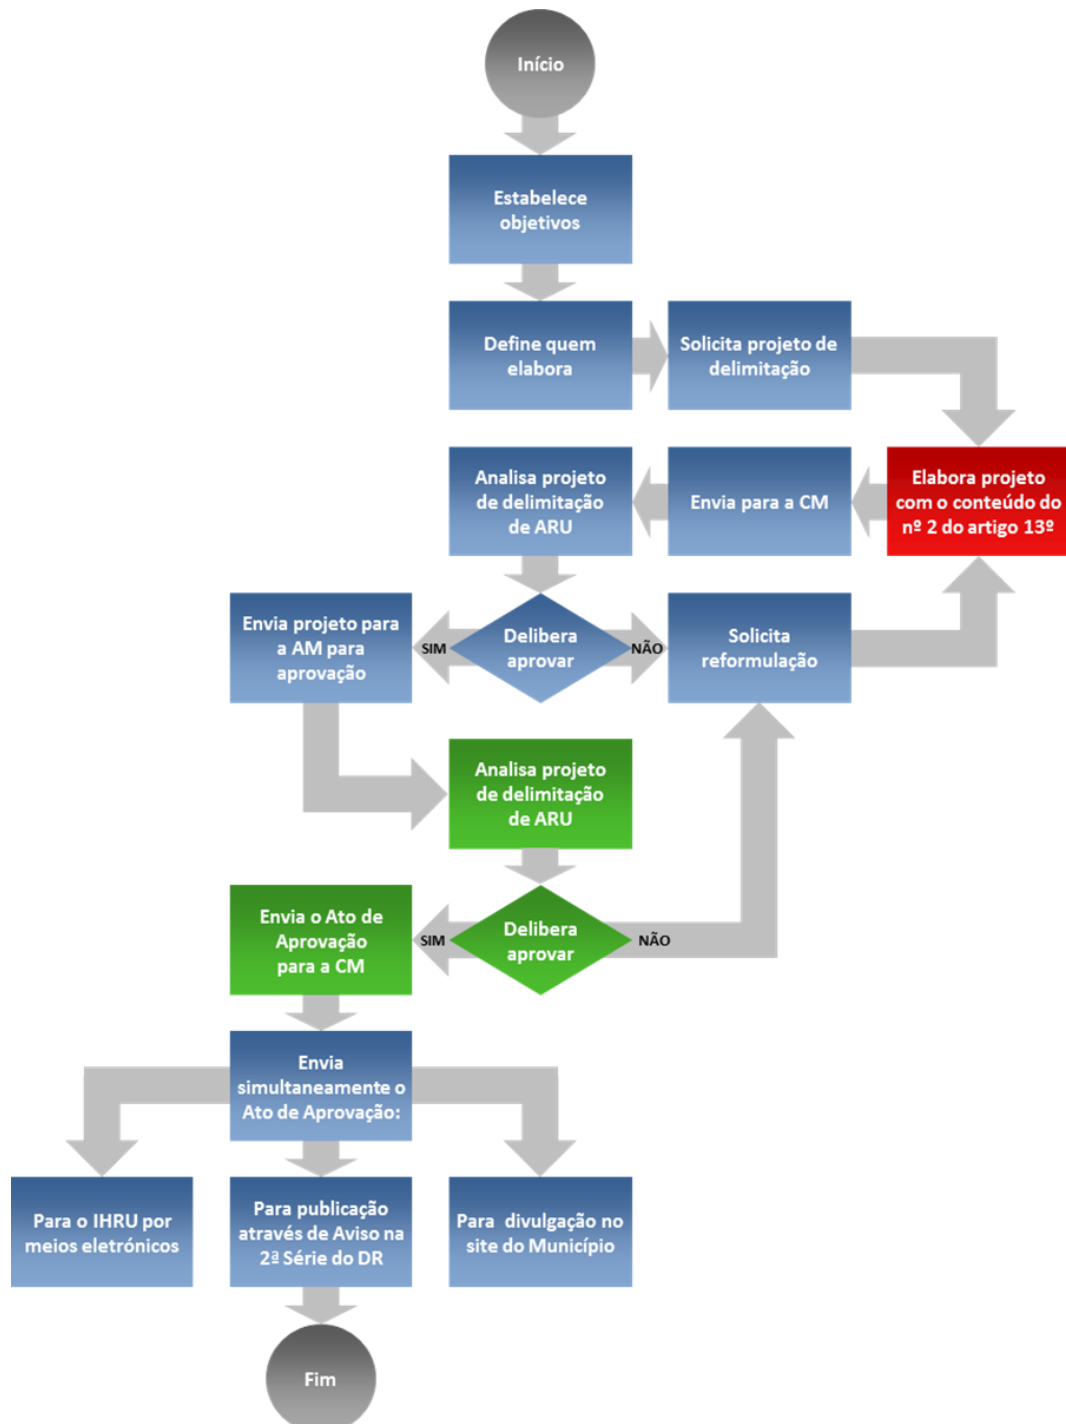 Início
Estabelece
objetivos
Define quem
elabora
Solicita projeto de
delimitação
Analisa projeto
de delimitação
de ARU
Envia para a CM
Elabora projeto
com o conteúdo do
nº 2 do artigo 13º
Envia projeto para
a AM para
aprovação
SIM
Delibera
aprovar
NÃO
Solicita
reformulação
Analisa projeto
de delimitação
de ARU
Envia o Ato de
Aprovação
para a CM
SIM
Delibera
aprovar
NÃO
Envia
simultaneamente o
Ato de Aprovação:
Para o IHRU por
meios eletrónicos
Para publicação
através de Aviso na
2ª Série do DR
Para divulgação no
site do Município
Fim